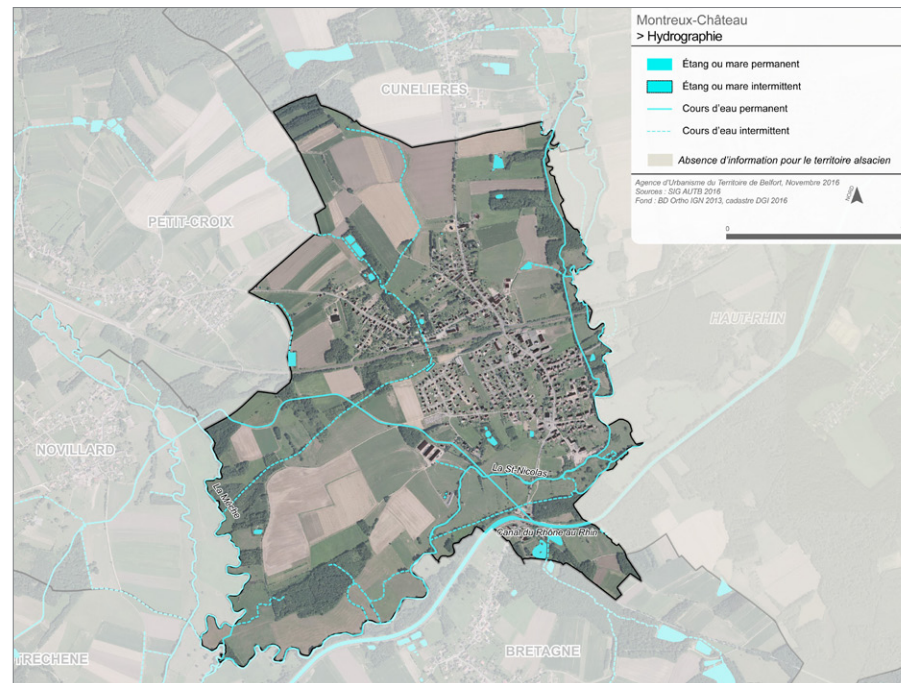 Montreux-Château
> Hydrographie
Étang ou mare permanent
Étang ou mare intermittent
Cours d'eau permanent
Cours d'eau intermittent
Absence d'information pour le territoire alsacien
Agence d'Urbanisme du Territoire de Belfort, Novembre 2016
Sources : SIG AUTB 2016
Fond : BD Ortho IGN 2013, cadastre DGI 2016
NORD
0
CUNELIERES
PETIT-CROIX
HAUT-RHIN
NOVILLARD
La St-Nicolas
Canal du Rhône au Rhin
BRETAGNE
TRECHENE